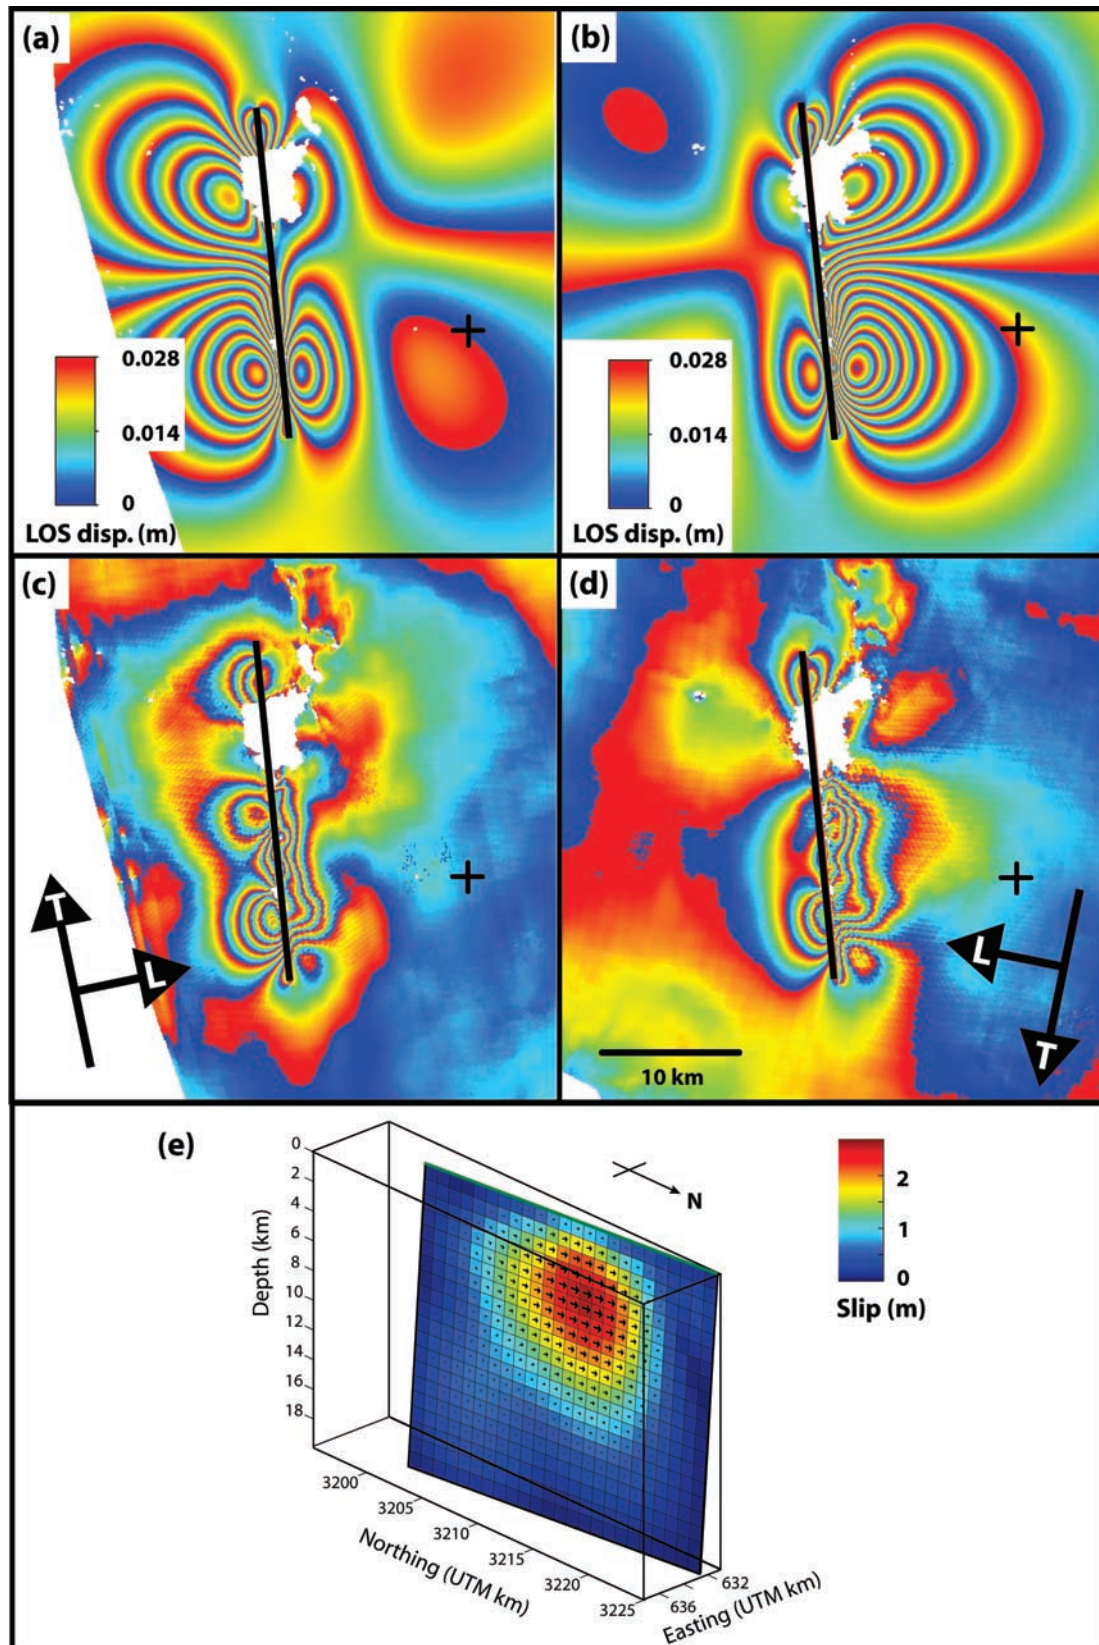 (a)
0.028
0.014
0
LOS disp. (m)
(b)
0.028
0.014
0
LOS disp. (m)
(c)
T
L
(d)
L
T
10 km
(e)
N
0
2
4
6
8
10
12
14
16
18
Depth (km)
3200
3205
3210
3215
3220
3225
Northing (UTM km)
636
632
Easting (UTM km)
2
1
0
Slip (m)